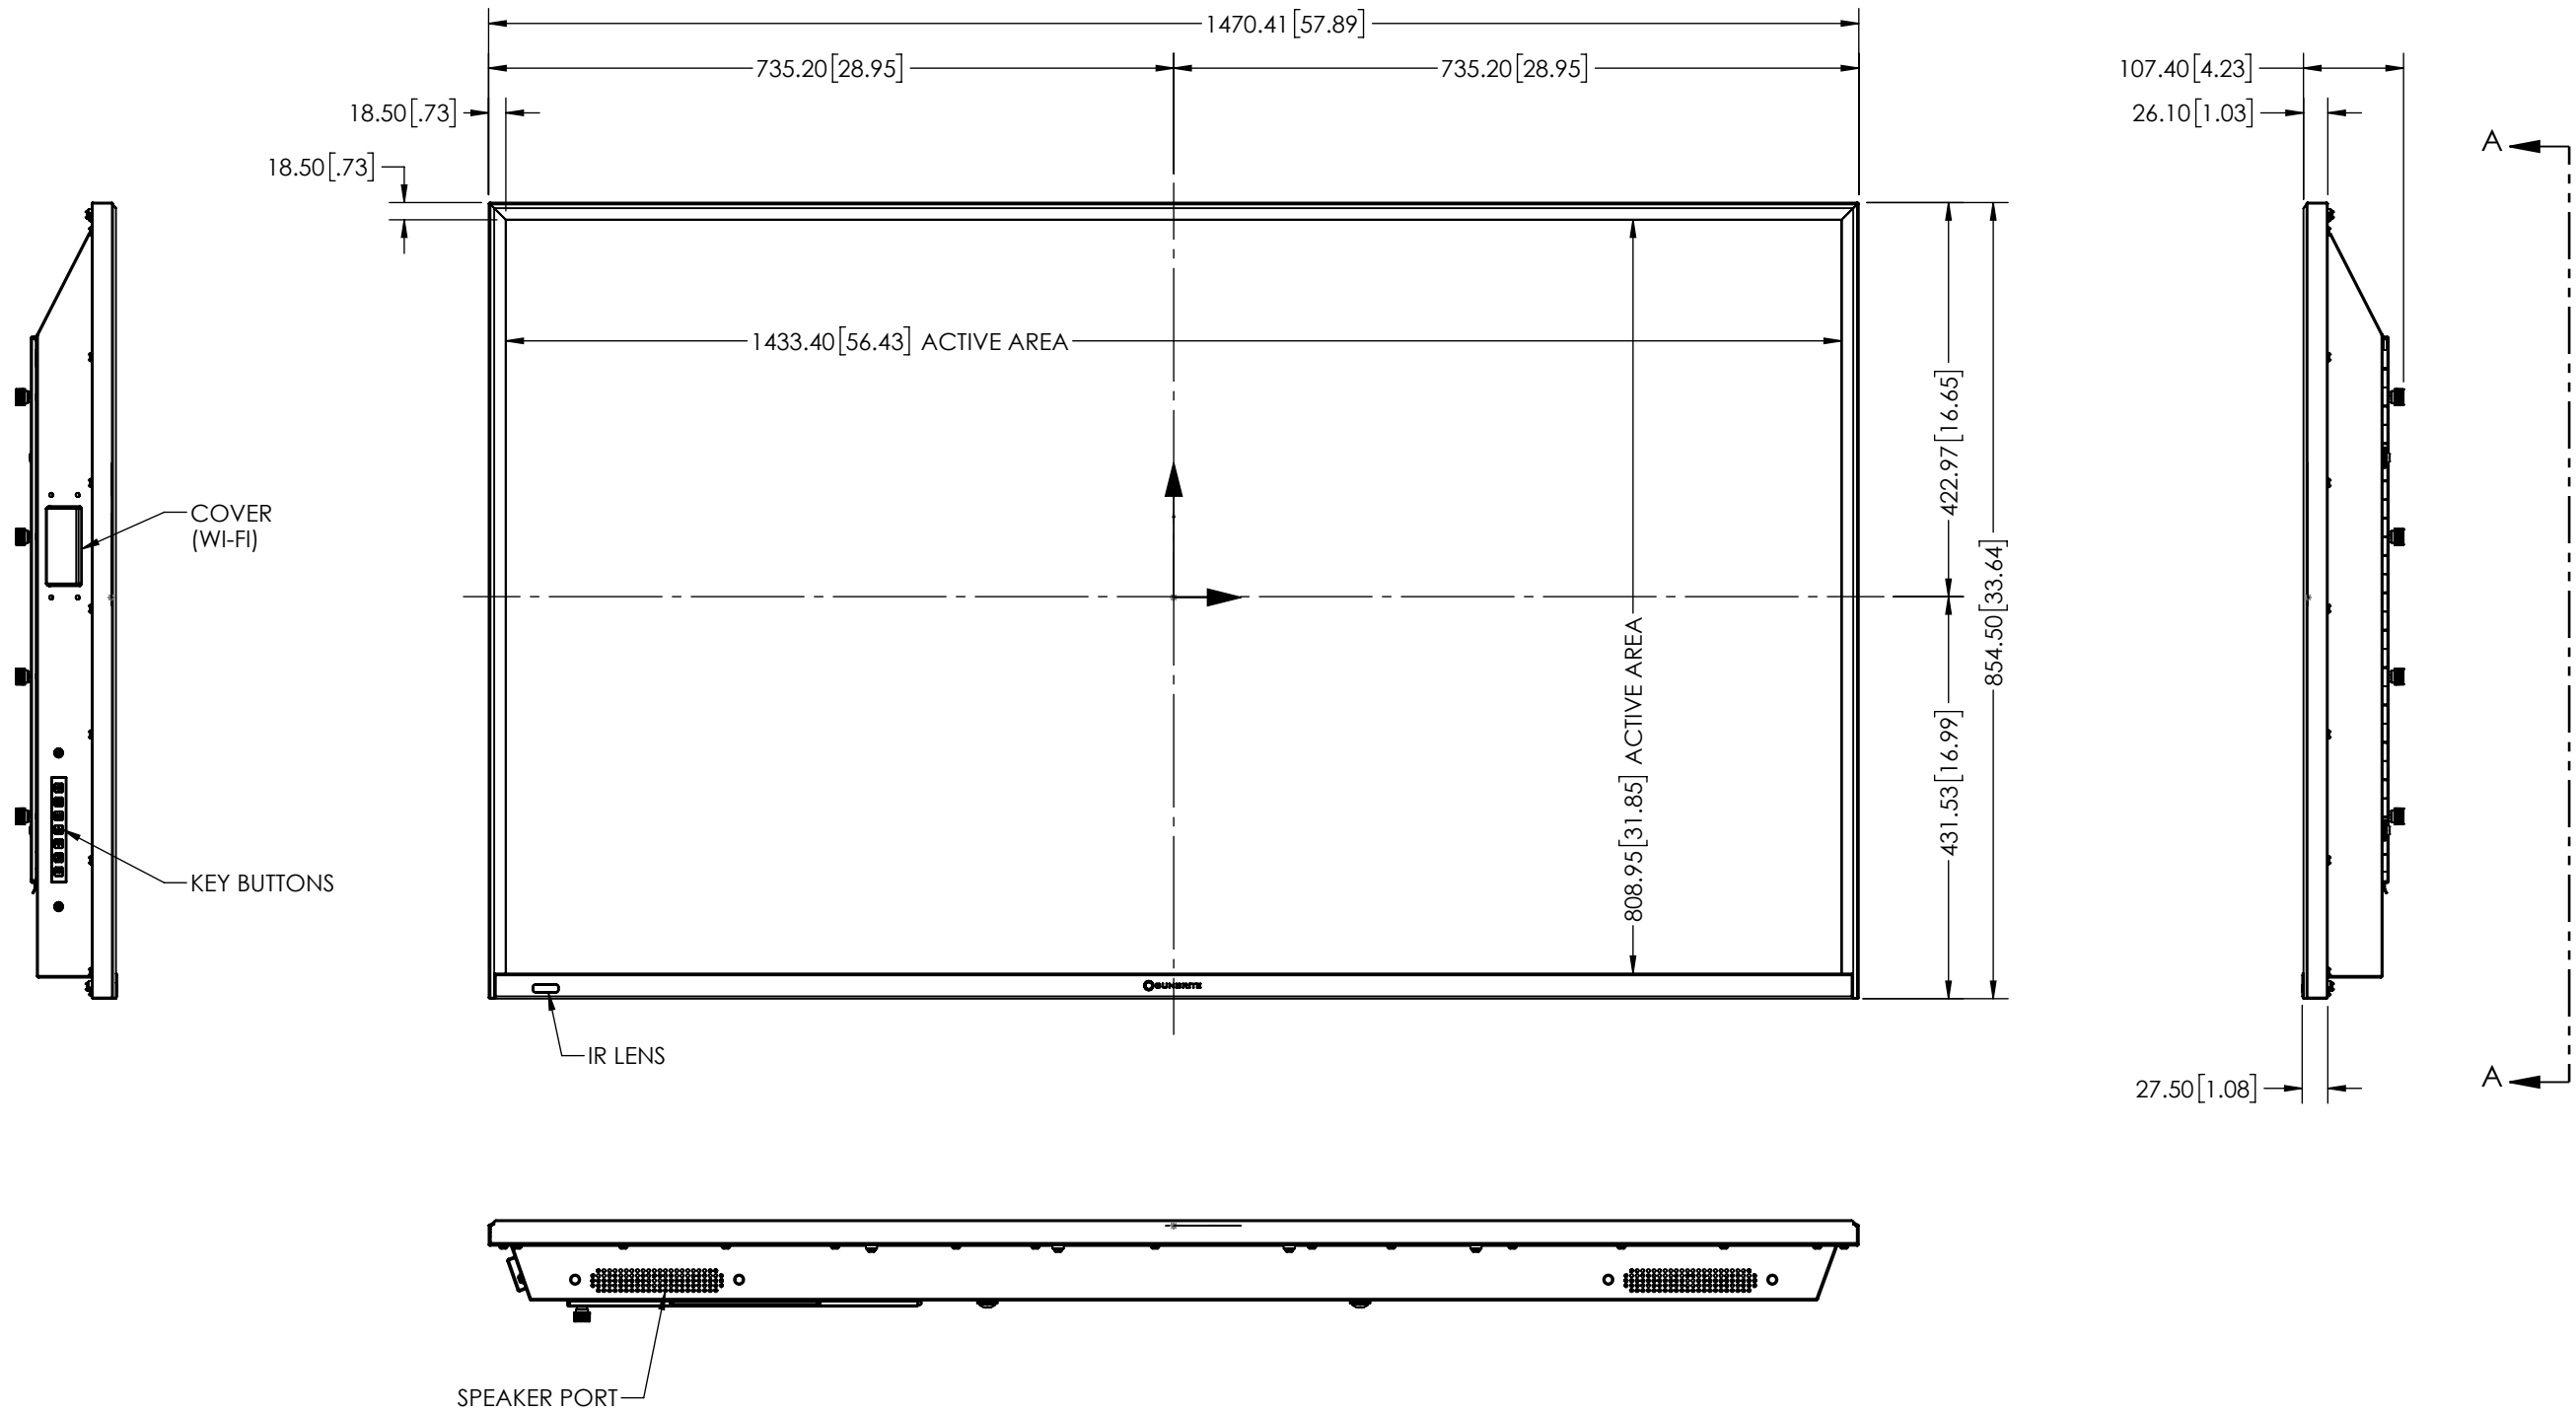 1470.41[57.89]
735.20[28.95]
735.20[28.95]
107.40[4.23]
18.50[.73]
26.10[1.03]
18.50[.73]
A
1433.40[56.43] ACTIVE AREA
422.97[16.65]
COVER
(WI-FI)
854.50[33.64]
808.95[31.85] ACTIVE AREA
431.53[16.99]
KEY BUTTONS
SUNBRITE
IR LENS
27.50[1.08]
A
SPEAKER PORT